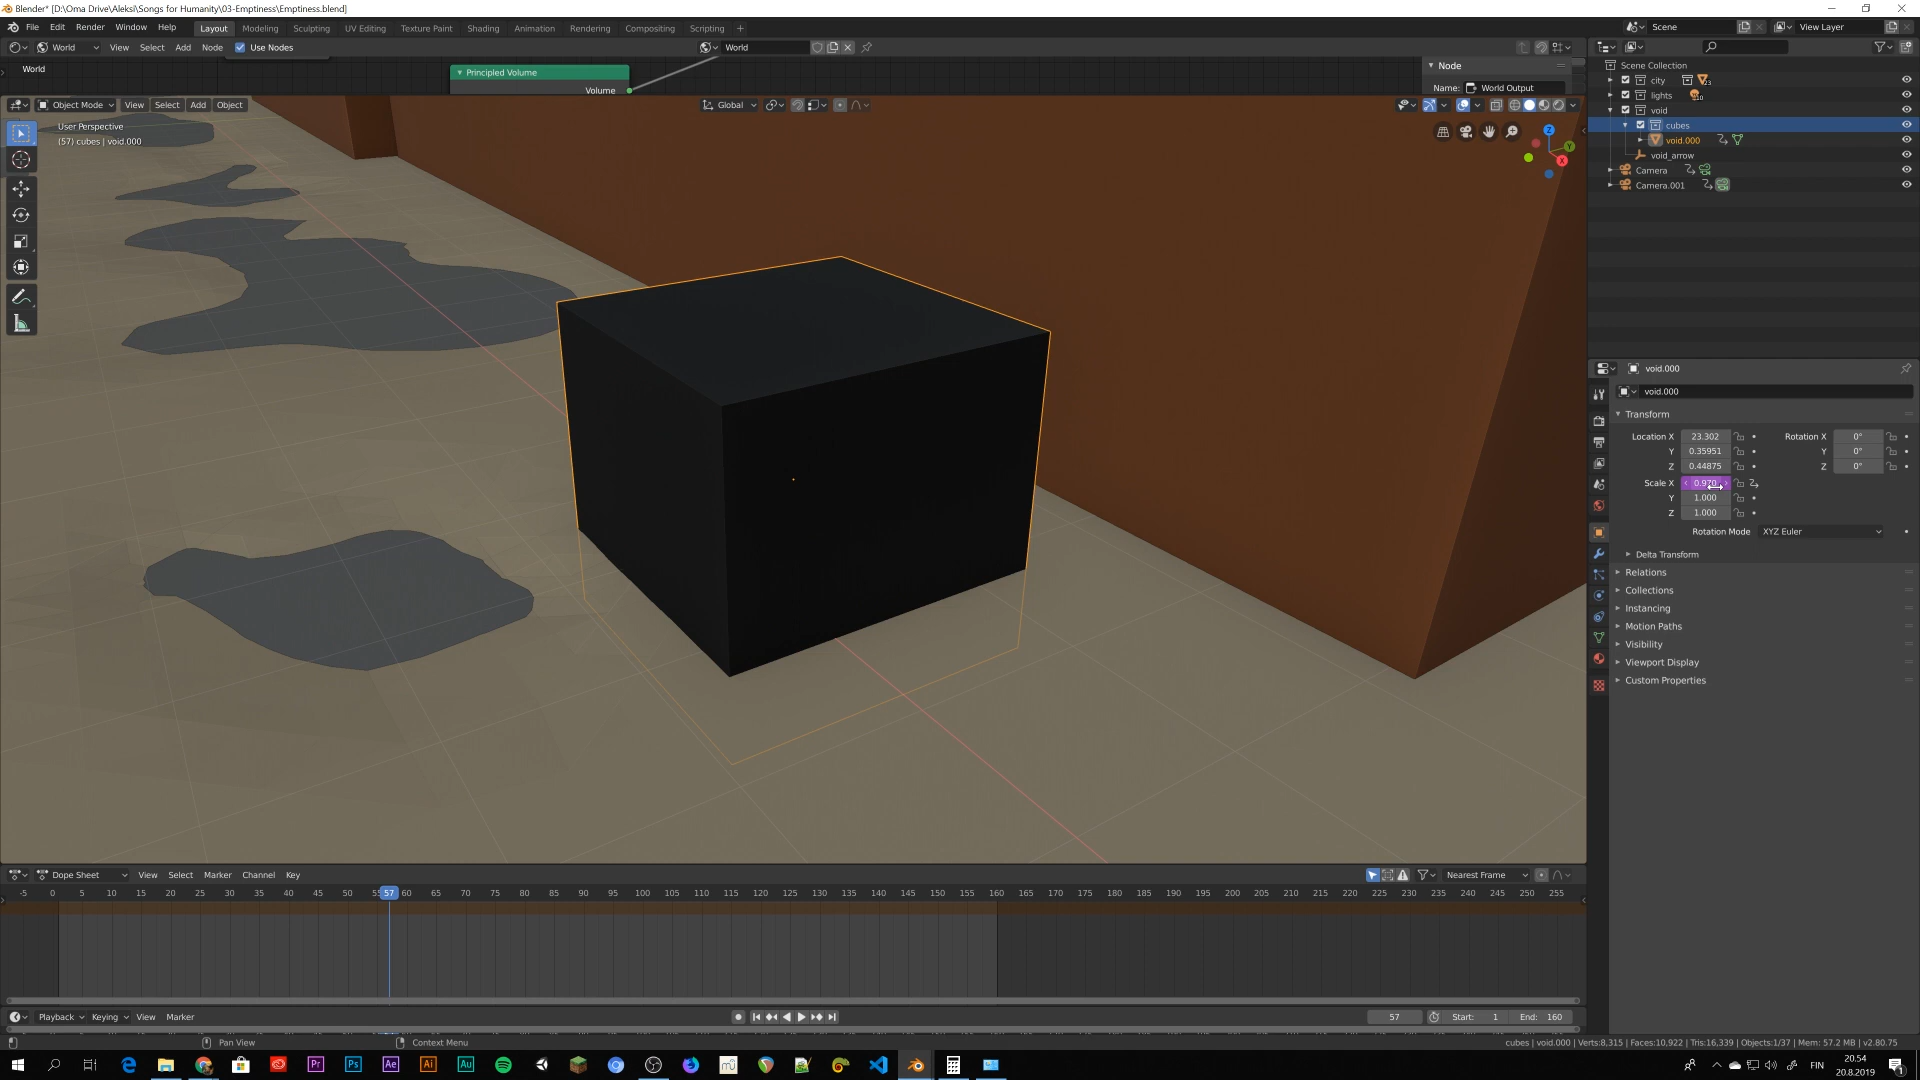 Blender* [D:\Oma Drive\Aleksi\Songs for Humanity\03-Emptiness\Emptiness.blend]
File Edit Render Window Help Layout Modeling Sculpting UV Editing Texture Paint Shading Animation Rendering Compositing Scripting + Scene View Layer
World View Select Add Node Use Nodes World
World
Principled Volume
Volume
Node
Name: World Output
Object Mode View Select Add Object Global
User Perspective
(57) cubes | void.000
Z
Y
X
Scene Collection
city
lights
void
cubes
void.000
void_arrow
Camera
Camera.001
void.000
void.000
Transform
Location X 23.302 Rotation X 0°
Y 0.35951 Y 0°
Z 0.44875 Z 0°
Scale X 0.970
Y 1.000
Z 1.000
Rotation Mode XYZ Euler
Delta Transform
Relations
Collections
Instancing
Motion Paths
Visibility
Viewport Display
Custom Properties
Dope Sheet View Select Marker Channel Key Nearest Frame
-5 0 5 10 15 20 25 30 35 40 45 50 57 60 65 70 75 80 85 90 95 100 105 110 115 120 125 130 135 140 145 150 155 160 165 170 175 180 185 190 195 200 205 210 215 220 225 230 235 240 245 250 255
Playback Keying View Marker 57 Start: 1 End: 160
Pan View Context Menu cubes | void.000 | Verts:8,315 | Faces:10,922 | Tris:16,339 | Objects:1/37 | Mem: 57.2 MB | v2.80.75
Pr Ps Ae Ai Au FIN 20.54
20.8.2019